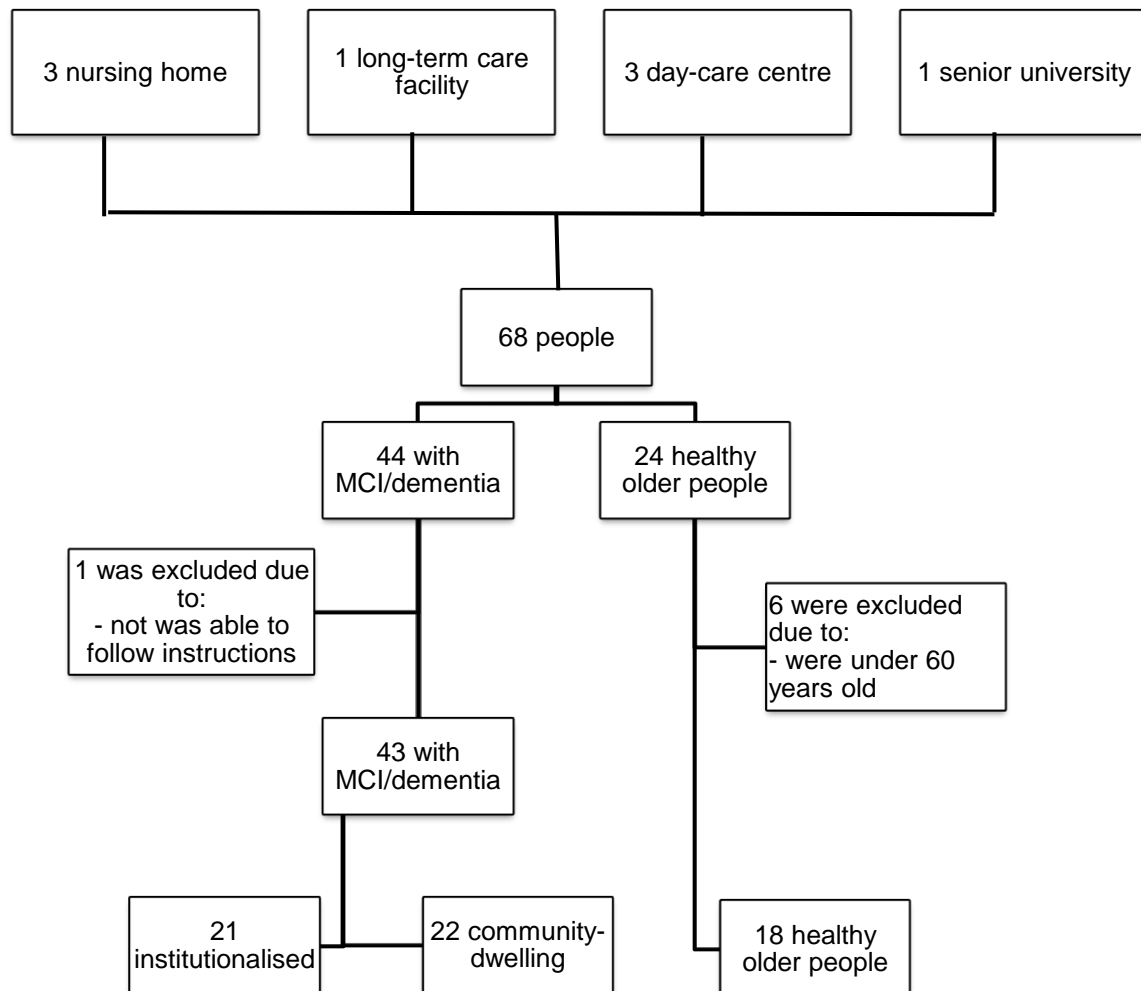 3 nursing home
1 long-term care
facility
3 day-care centre
1 senior university
68 people
44 with
MCI/dementia
24 healthy
older people
1 was excluded due
to:
- not was able to
follow instructions
6 were excluded
due to:
- were under 60
years old
43 with
MCI/dementia
21
institutionalised
22 community-
dwelling
18 healthy
older people